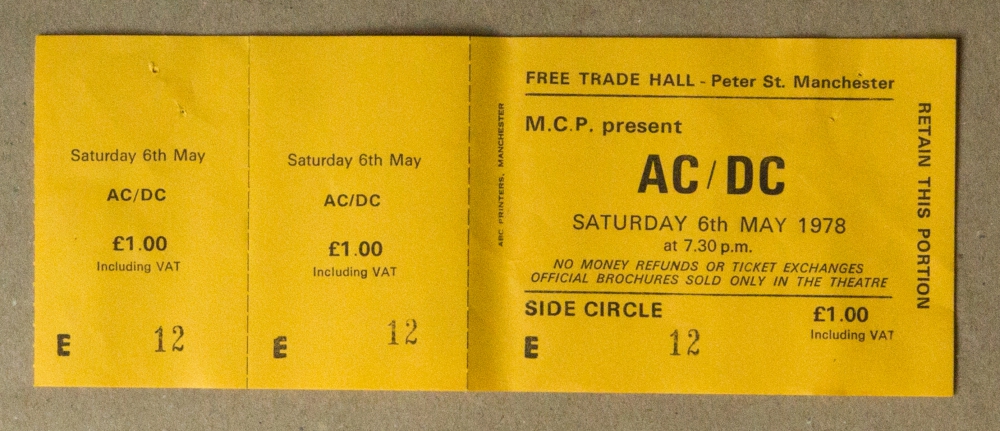 Saturday 6th May
AC/DC
£1.00
Including VAT
E 12
Saturday 6th May
AC/DC
£1.00
Including VAT
E 12
ABC PRINTERS, MANCHESTER
FREE TRADE HALL - Peter St. Manchester
M.C.P. present
AC/DC
SATURDAY 6th MAY 1978
at 7.30 p.m.
NO MONEY REFUNDS OR TICKET EXCHANGES
OFFICIAL BROCHURES SOLD ONLY IN THE THEATRE
SIDE CIRCLE £1.00
Including VAT
E 12
RETAIN THIS PORTION